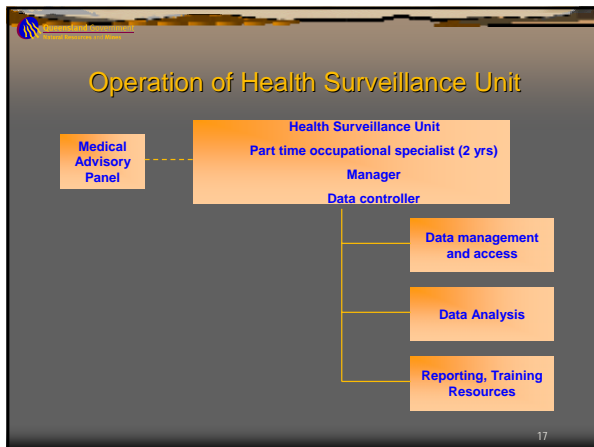 Queensland Government
Natural Resources and Mines
Operation of Health Surveillance Unit
Medical
Advisory
Panel
Health Surveillance Unit
Part time occupational specialist (2 yrs)
Manager
Data controller
Data management
and access
Data Analysis
Reporting, Training
Resources
17